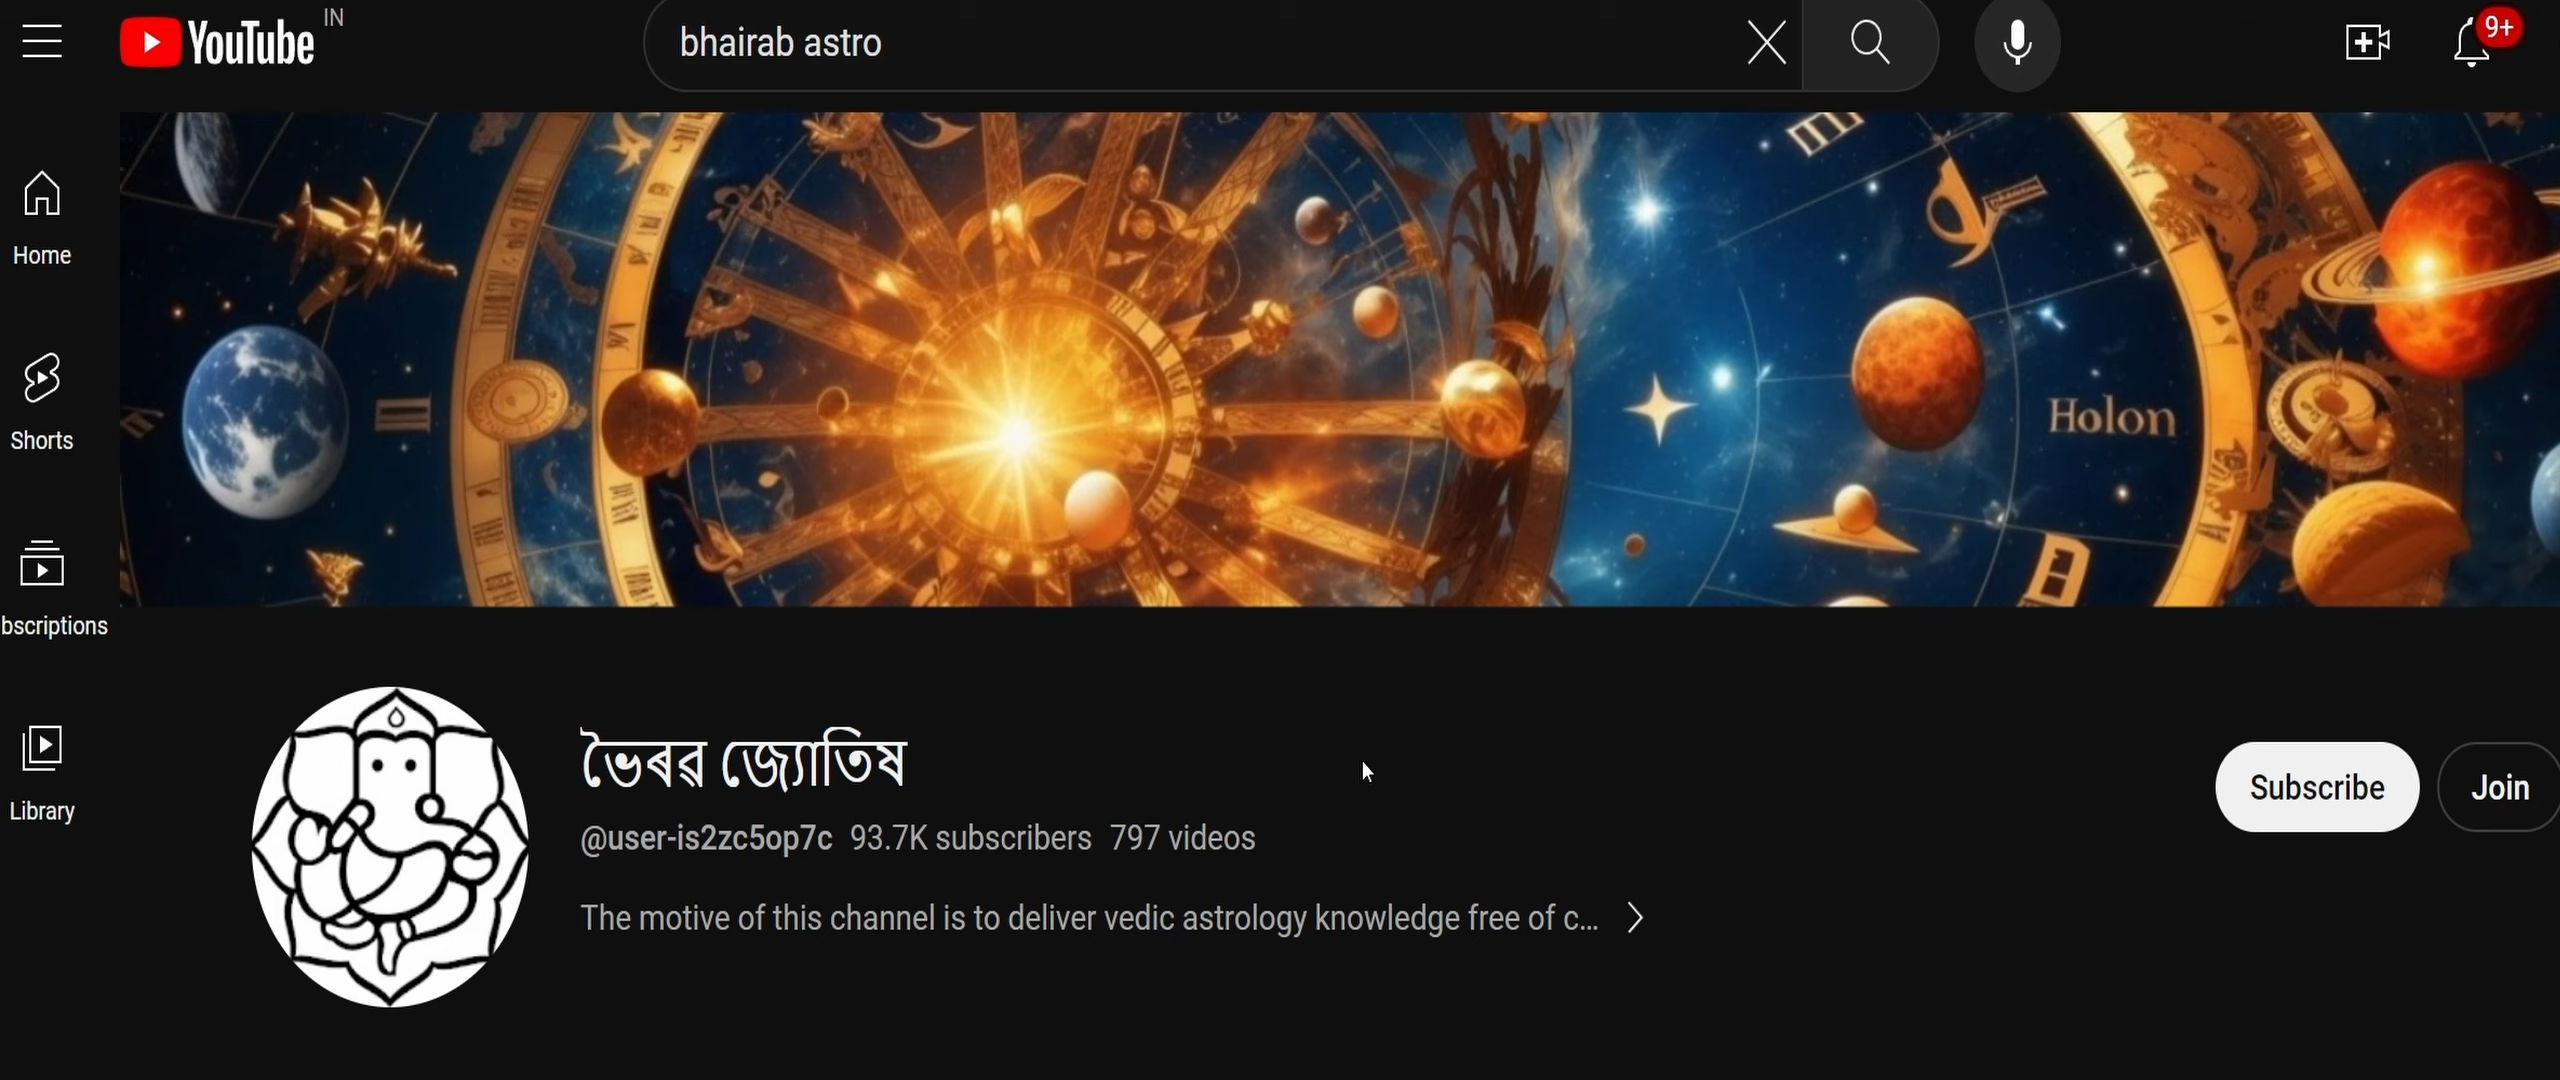 YouTube IN
bhairab astro
9+
Holon
Home
Shorts
bscriptions
Library
ভৈৰৱ জ্যোতিষ
@user-is2zc5op7c 93.7K subscribers 797 videos
The motive of this channel is to deliver vedic astrology knowledge free of c...
Subscribe
Join